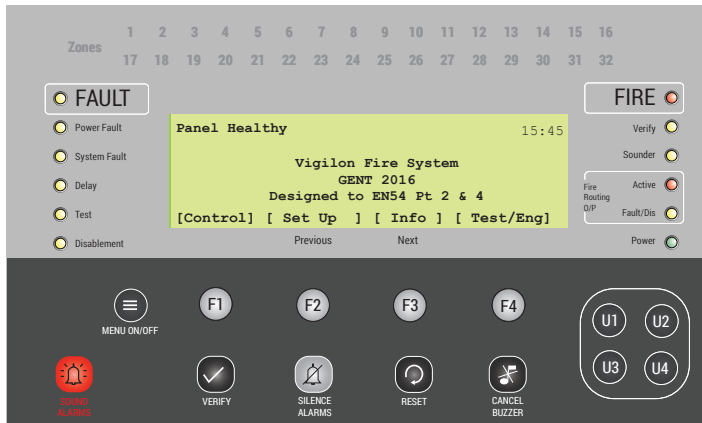 1 2 3 4 5 6 7 8 9 10 11 12 13 14 15 16
Zones
17 18 19 20 21 22 23 24 25 26 27 28 29 30 31 32
FAULT
FIRE
Power Fault
System Fault
Delay
Test
Disablement
Panel Healthy 15:45
Vigilon Fire System
GENT 2016
Designed to EN54 Pt 2 & 4
[Control] [ Set Up ] [ Info ] [ Test/Eng]
Previous Next
Verify
Sounder
Fire
Routing
O/P
Active
Fault/Dis
Power
MENU ON/OFF
F1 F2 F3 F4
U1 U2
U3 U4
SOUND
ALARMS
VERIFY
SILENCE
ALARMS
RESET
CANCEL
BUZZER